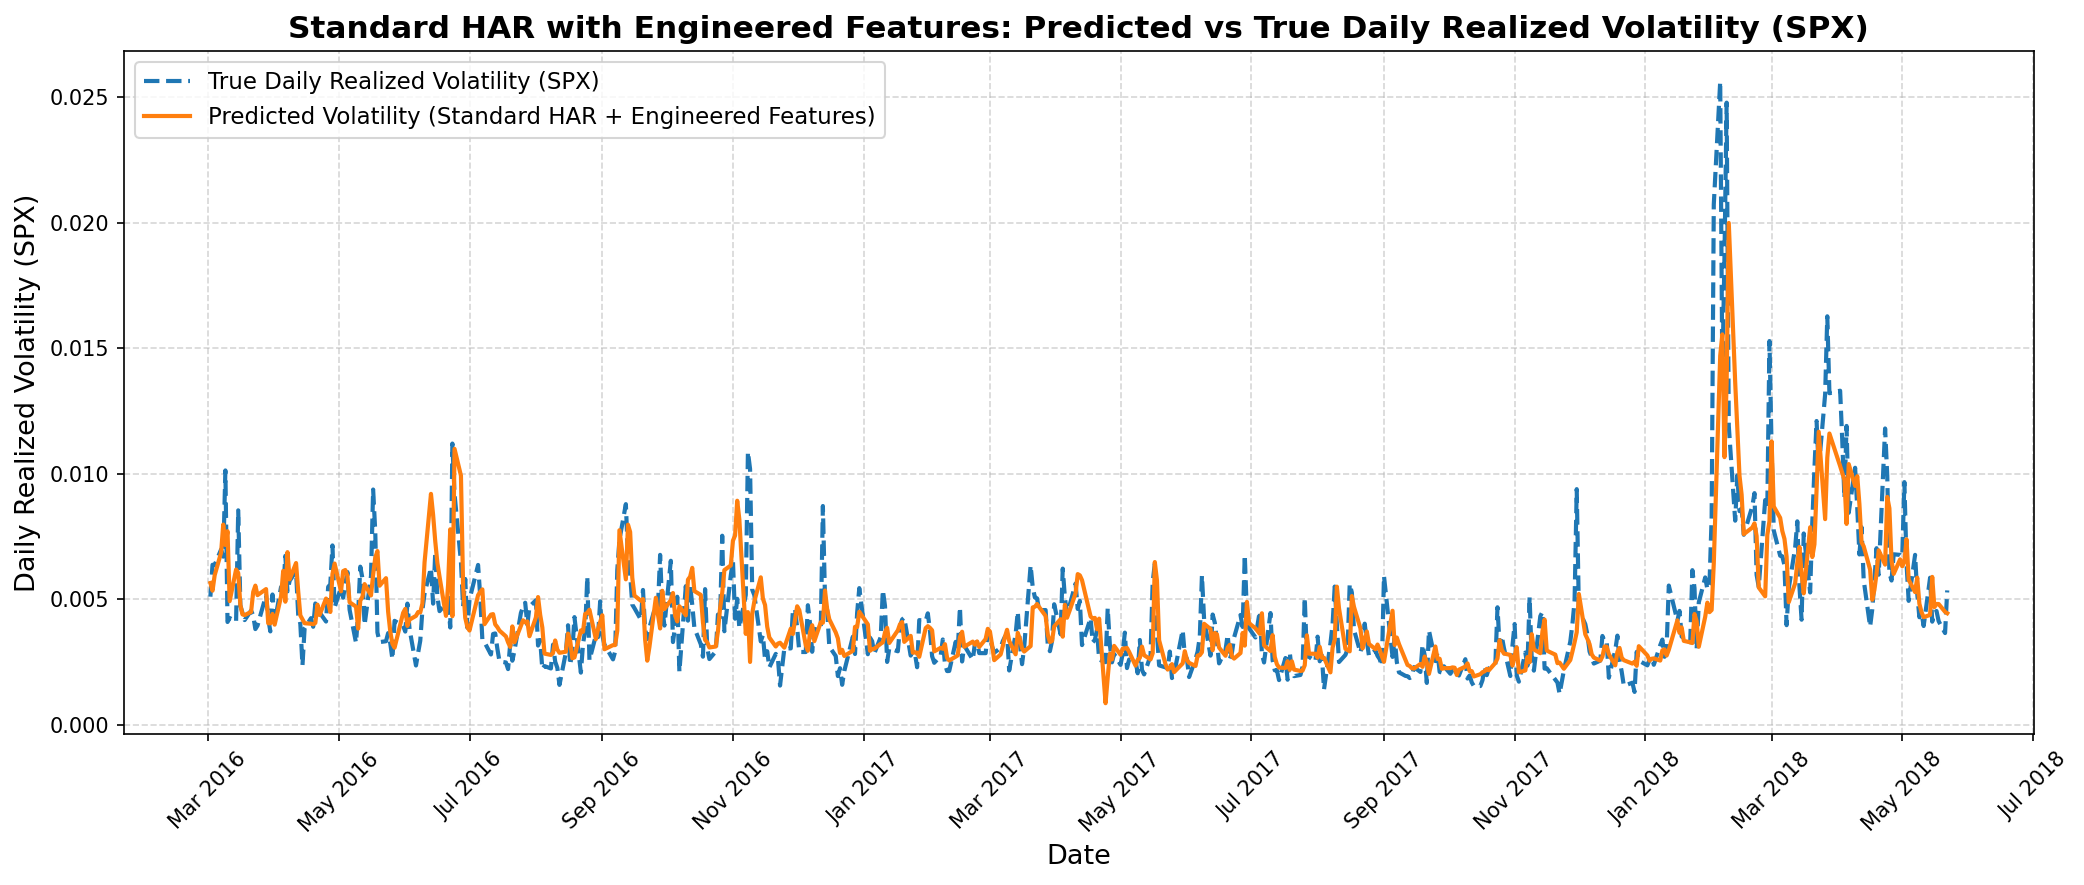 Standard HAR with Engineered Features: Predicted vs True Daily Realized Volatility (SPX)
True Daily Realized Volatility (SPX)
Predicted Volatility (Standard HAR + Engineered Features)
Daily Realized Volatility (SPX)
0.025
0.020
0.015
0.010
0.005
0.000
Mar 2016
May 2016
Jul 2016
Sep 2016
Nov 2016
Jan 2017
Mar 2017
May 2017
Jul 2017
Sep 2017
Nov 2017
Jan 2018
Mar 2018
May 2018
Jul 2018
Date